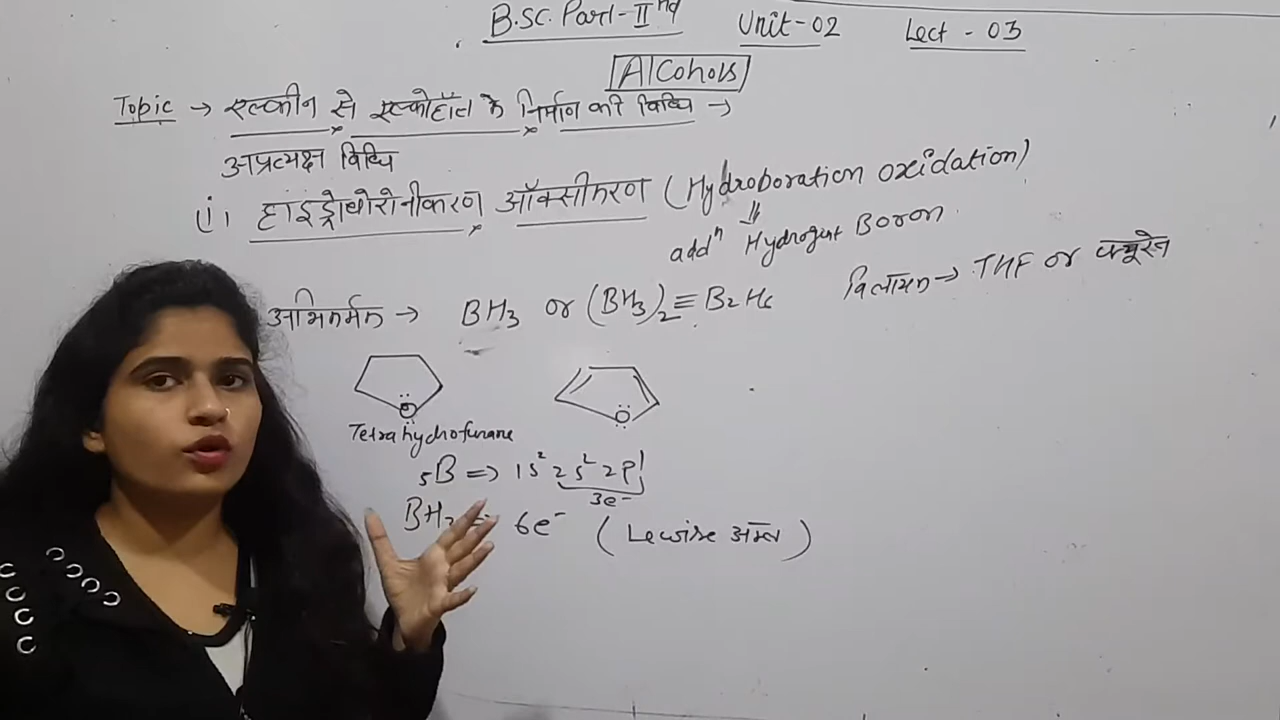 B.Sc. Part-IInd Unit-02 Lect-03
Alcohols
Topic → एल्कीन से एल्कोहॉल के निर्माण की विधि →
अप्रत्यक्ष विधि
(i) हाइड्रोबोरोनीकरण ऑक्सीकरण (Hydroboration oxidation)
addn Hydrogen Boron
अभिकर्मक → BH3 or (BH3)2 ≡ B2H6 विलायक → THF or फ्यूरेन
Ö Ö
Tetrahydrofurane
5B => 1s2 2s2 2p1
3e-
BH3 = 6e- (Lewise अम्ल)